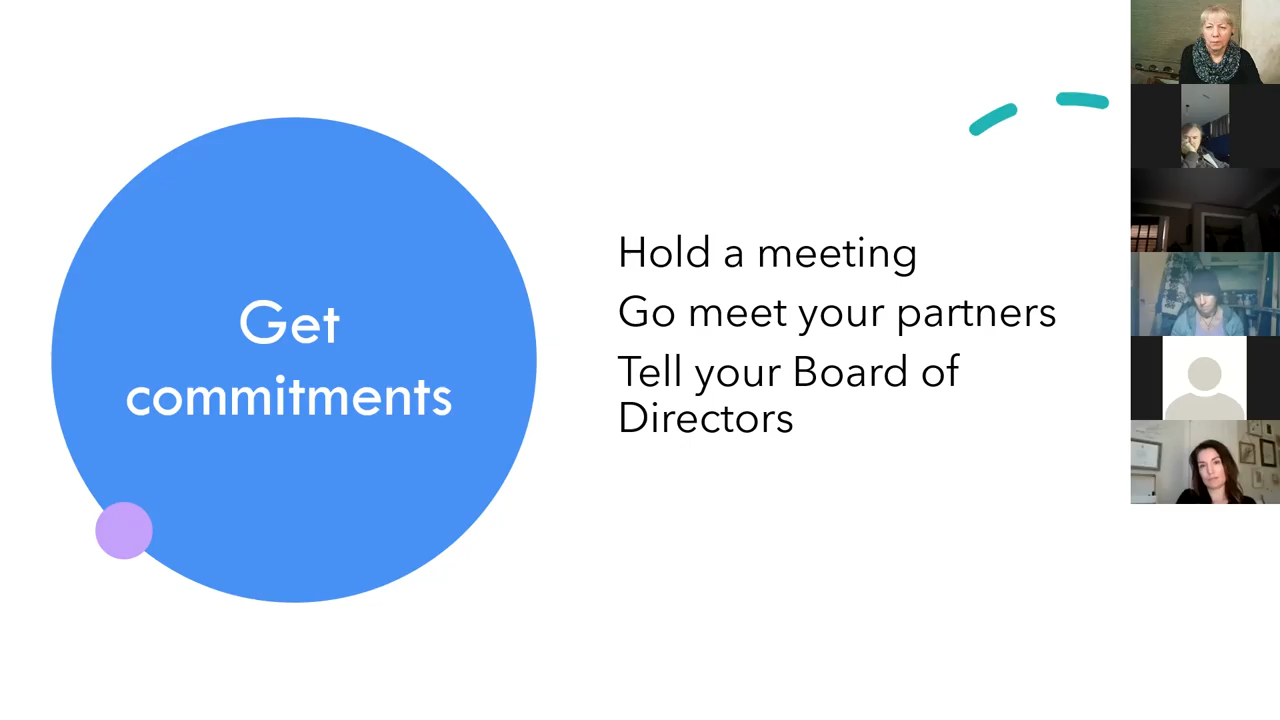 Get
commitments
Hold a meeting
Go meet your partners
Tell your Board of
Directors